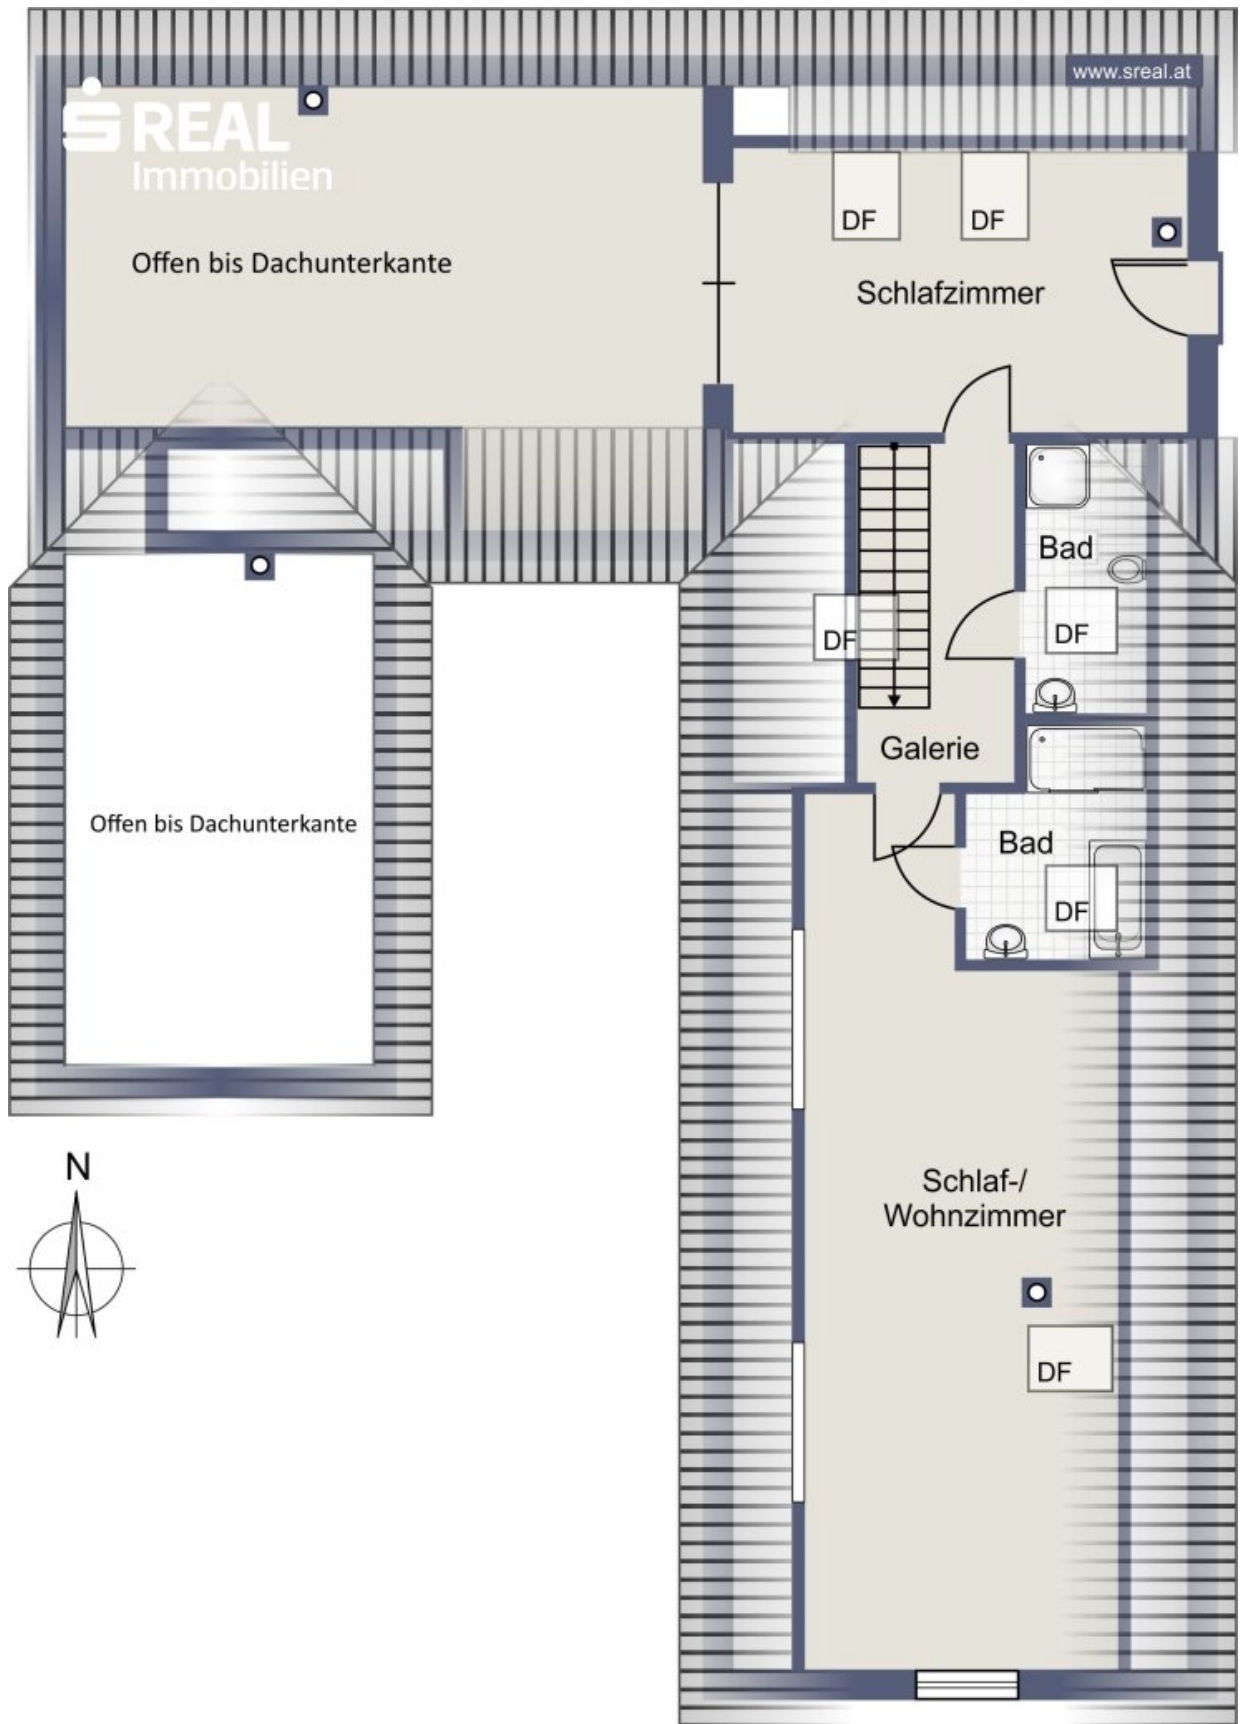 www.sreal.at
S REAL
Immobilien
DF
DF
Offen bis Dachunterkante
Schlafzimmer
Bad
DF
DF
Galerie
Offen bis Dachunterkante
Bad
DF
N
Schlaf-/
Wohnzimmer
DF